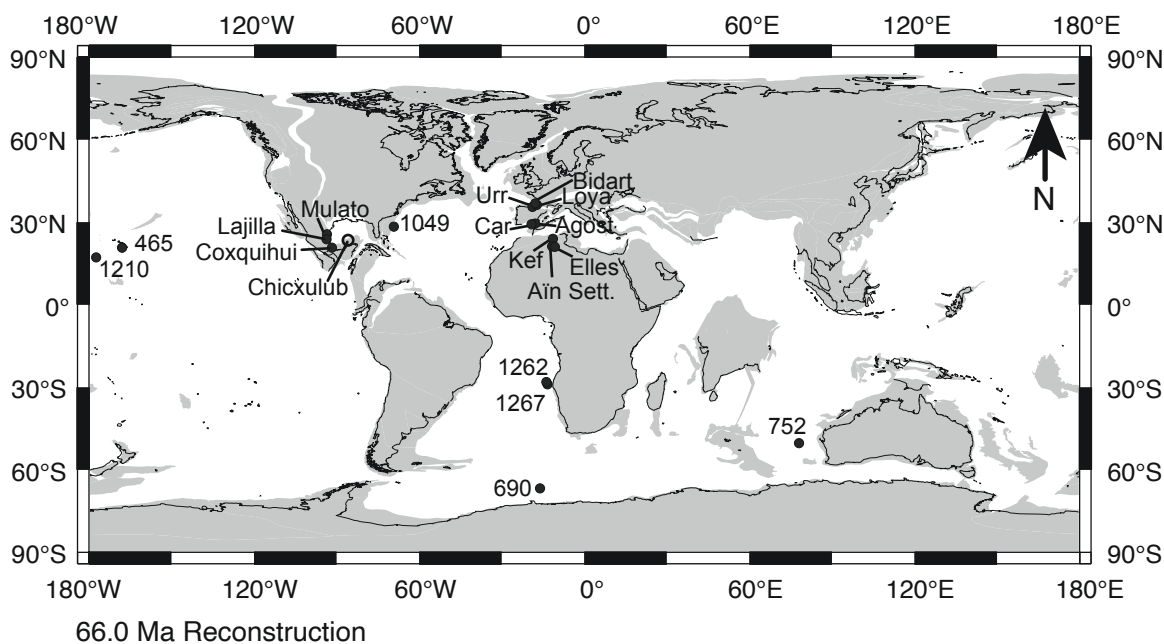 180°W 120°W 60°W 0° 60°E 120°E 180°E
90°N 90°N
60°N 60°N
N
Bidart
Urr Loya
Mulato
30°N 30°N
Lajilla 1049 Car Agost
465 Coxquihui
Kef Elles
1210
Chicxulub Aïn Sett.
0° 0°
1262
30°S 30°S
1267
752
60°S 60°S
690
90°S 90°S
180°W 120°W 60°W 0° 60°E 120°E 180°E
66.0 Ma Reconstruction